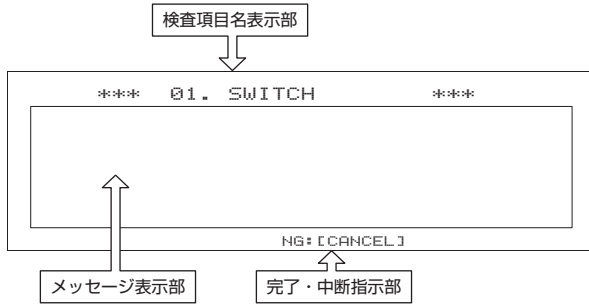 検査項目名表示部
*** 01. SWITCH ***
NG:[CANCEL]
メッセージ表示部
完了・中断指示部